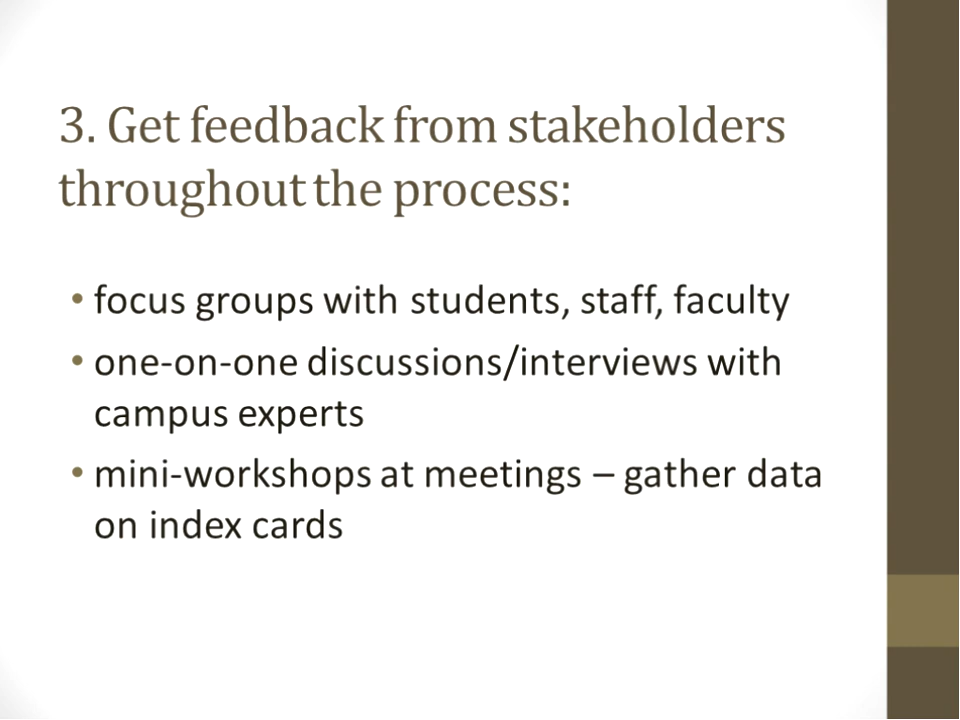 3. Get feedback from stakeholders
throughout the process:
• focus groups with students, staff, faculty
• one-on-one discussions/interviews with
campus experts
• mini-workshops at meetings – gather data
on index cards